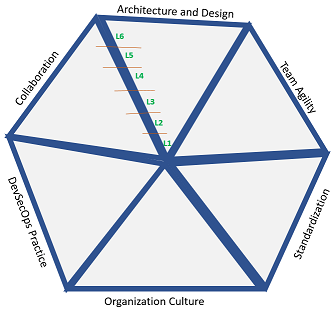 Architecture and Design
L6
L5
L4
L3
L2
L1
Collaboration
Team Agility
DevSecOps Practice
Standardization
Organization Culture